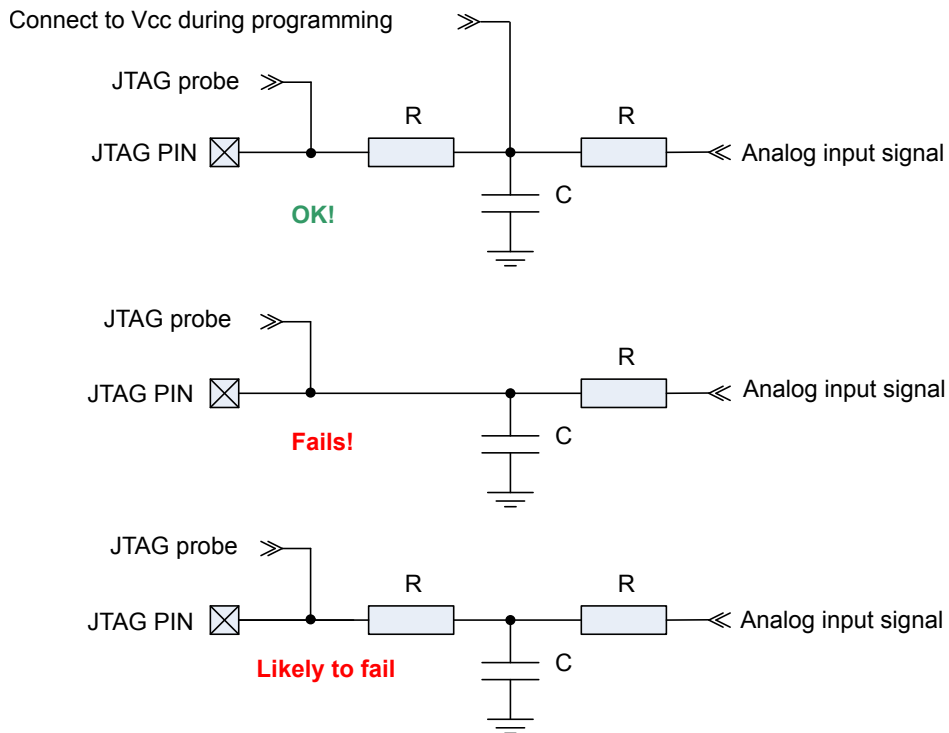 Connect to Vcc during programming
JTAG probe
R
R
JTAG PIN
Analog input signal
C
OK!
JTAG probe
R
JTAG PIN
Analog input signal
C
Fails!
JTAG probe
R
R
JTAG PIN
Analog input signal
C
Likely to fail